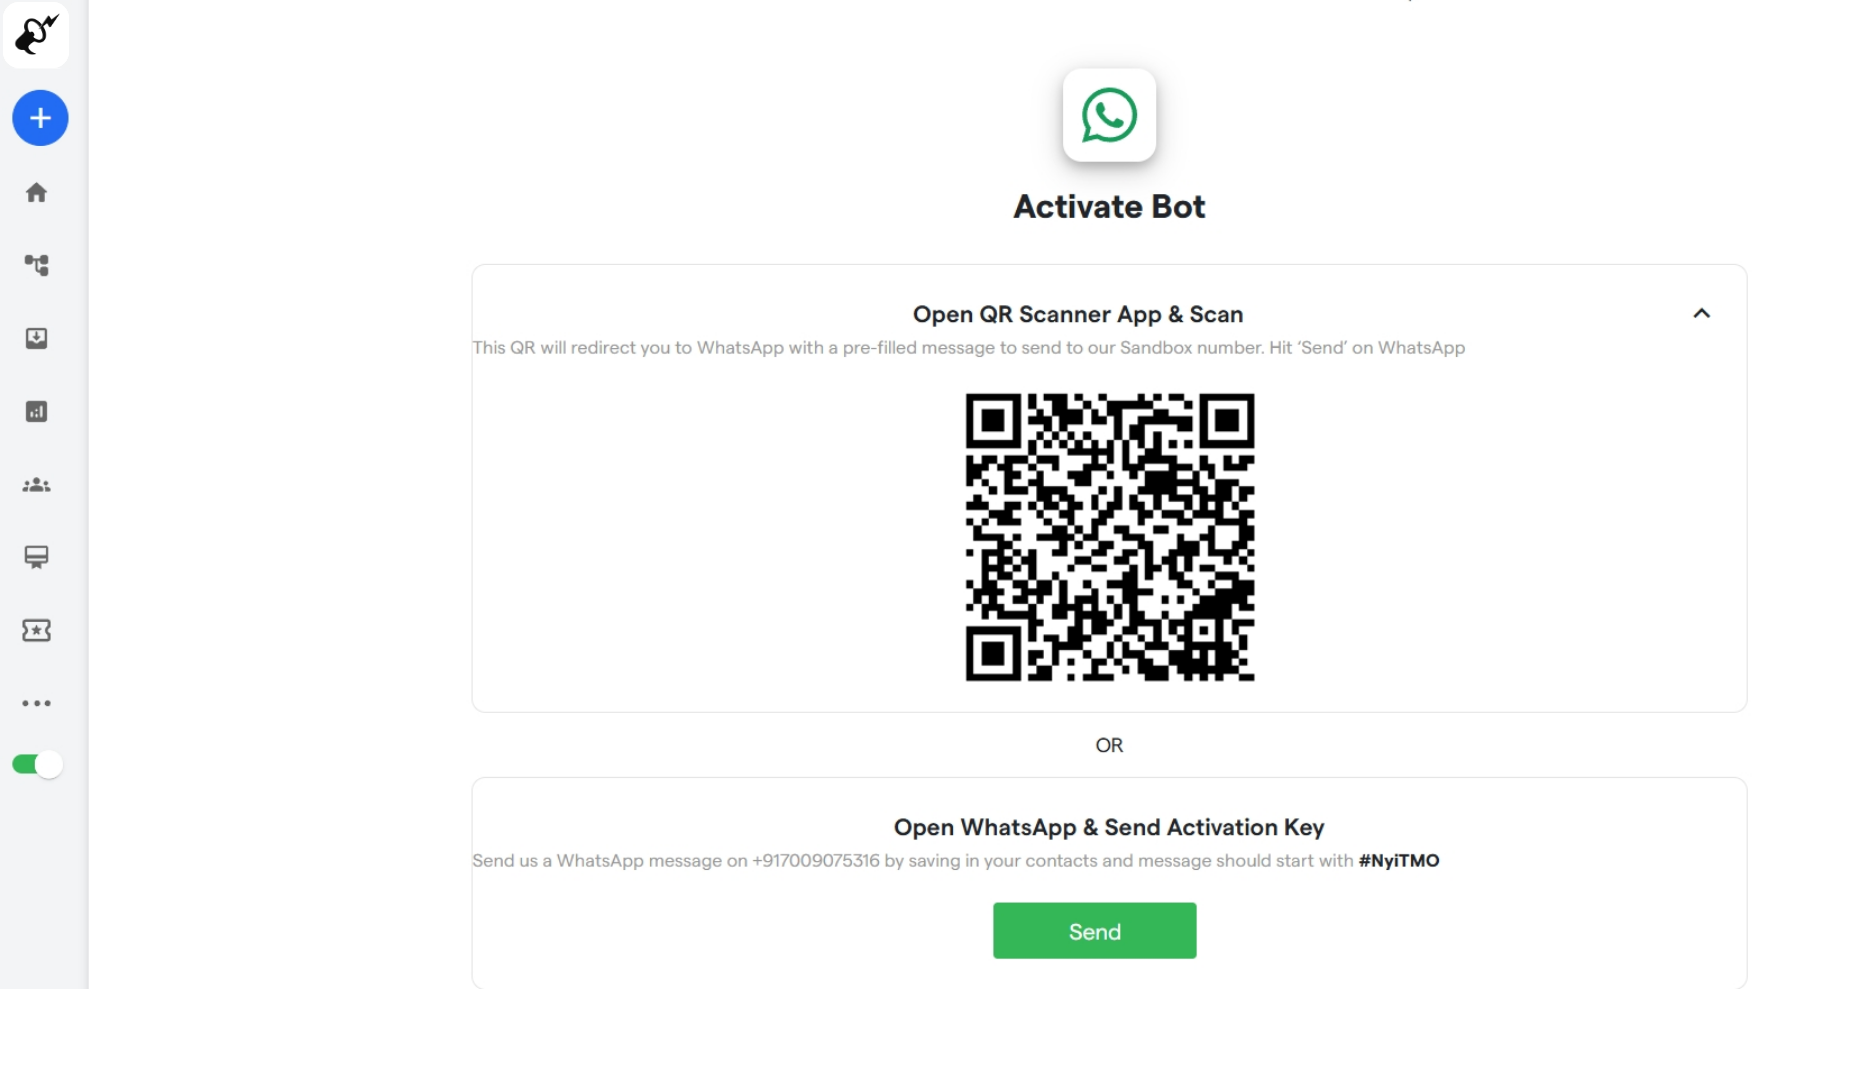 Activate Bot
Open QR Scanner App & Scan
This QR will redirect you to WhatsApp with a pre-filled message to send to our Sandbox number. Hit ‘Send’ on WhatsApp
OR
Open WhatsApp & Send Activation Key
Send us a WhatsApp message on +917009075316 by saving in your contacts and message should start with #NyiTMO
Send